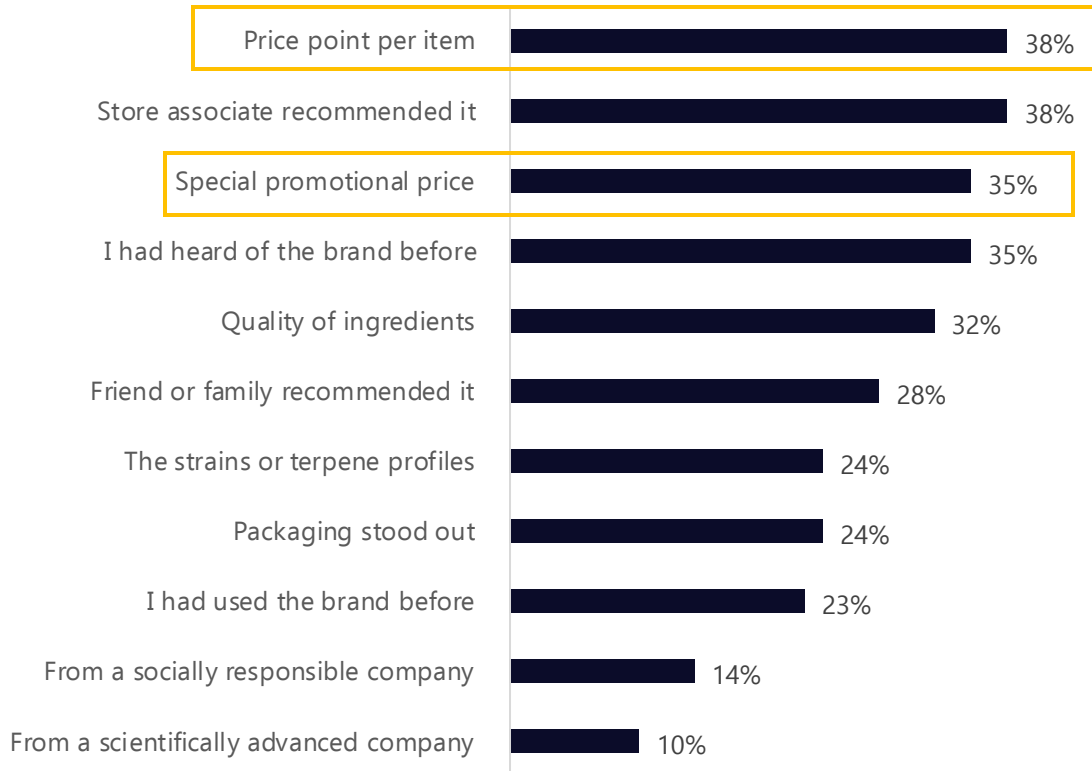 Price point per item 38%
Store associate recommended it 38%
Special promotional price 35%
I had heard of the brand before 35%
Quality of ingredients 32%
Friend or family recommended it 28%
The strains or terpene profiles 24%
Packaging stood out 24%
I had used the brand before 23%
From a socially responsible company 14%
From a scientifically advanced company 10%